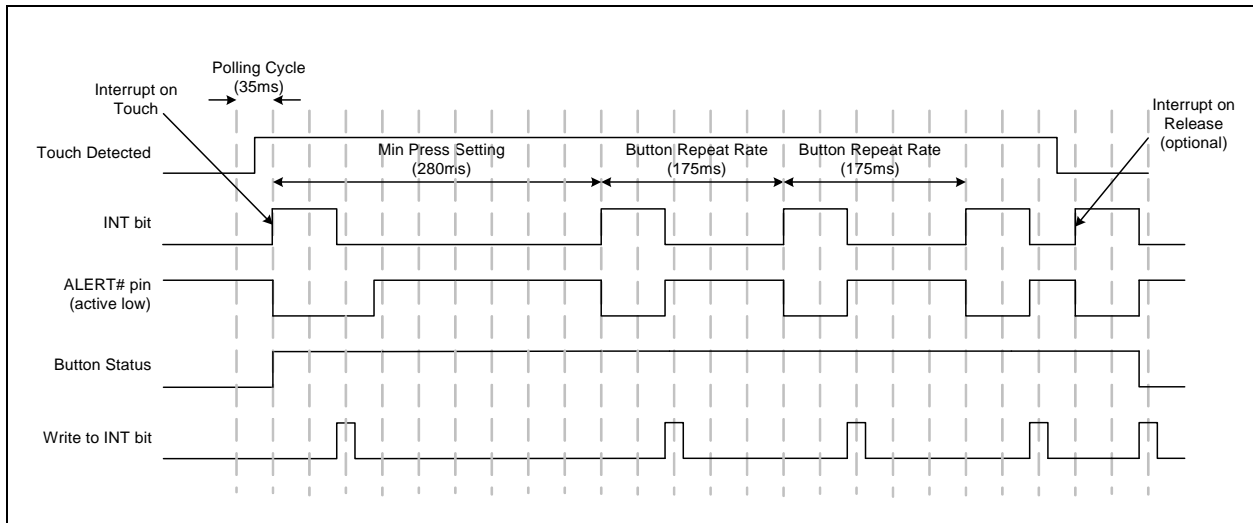 Polling Cycle
(35ms)
Interrupt on
Touch
Interrupt on
Release
(optional)
Touch Detected
Min Press Setting
(280ms)
Button Repeat Rate
(175ms)
Button Repeat Rate
(175ms)
INT bit
ALERT# pin
(active low)
Button Status
Write to INT bit